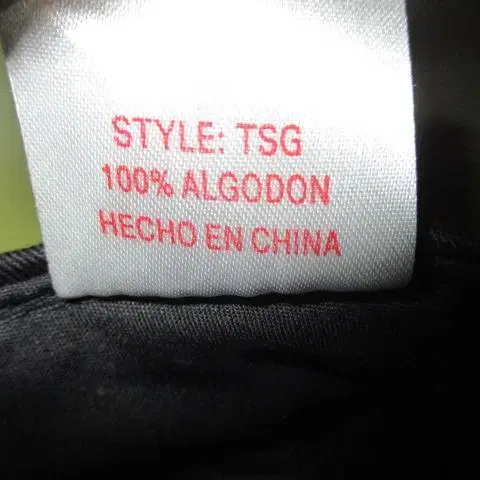 STYLE: TSG
100% ALGODON
HECHO EN CHINA